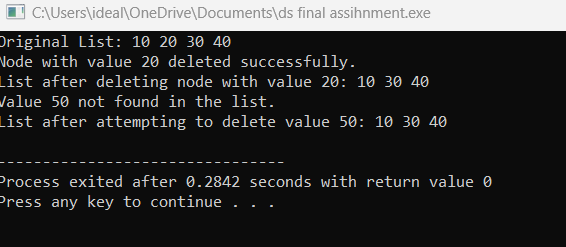 C:\Users\ideal\OneDrive\Documents\ds final assihnment.exe
Original List: 10 20 30 40
Node with value 20 deleted successfully.
List after deleting node with value 20: 10 30 40
Value 50 not found in the list.
List after attempting to delete value 50: 10 30 40
--------------------------------
Process exited after 0.2842 seconds with return value 0
Press any key to continue . . .